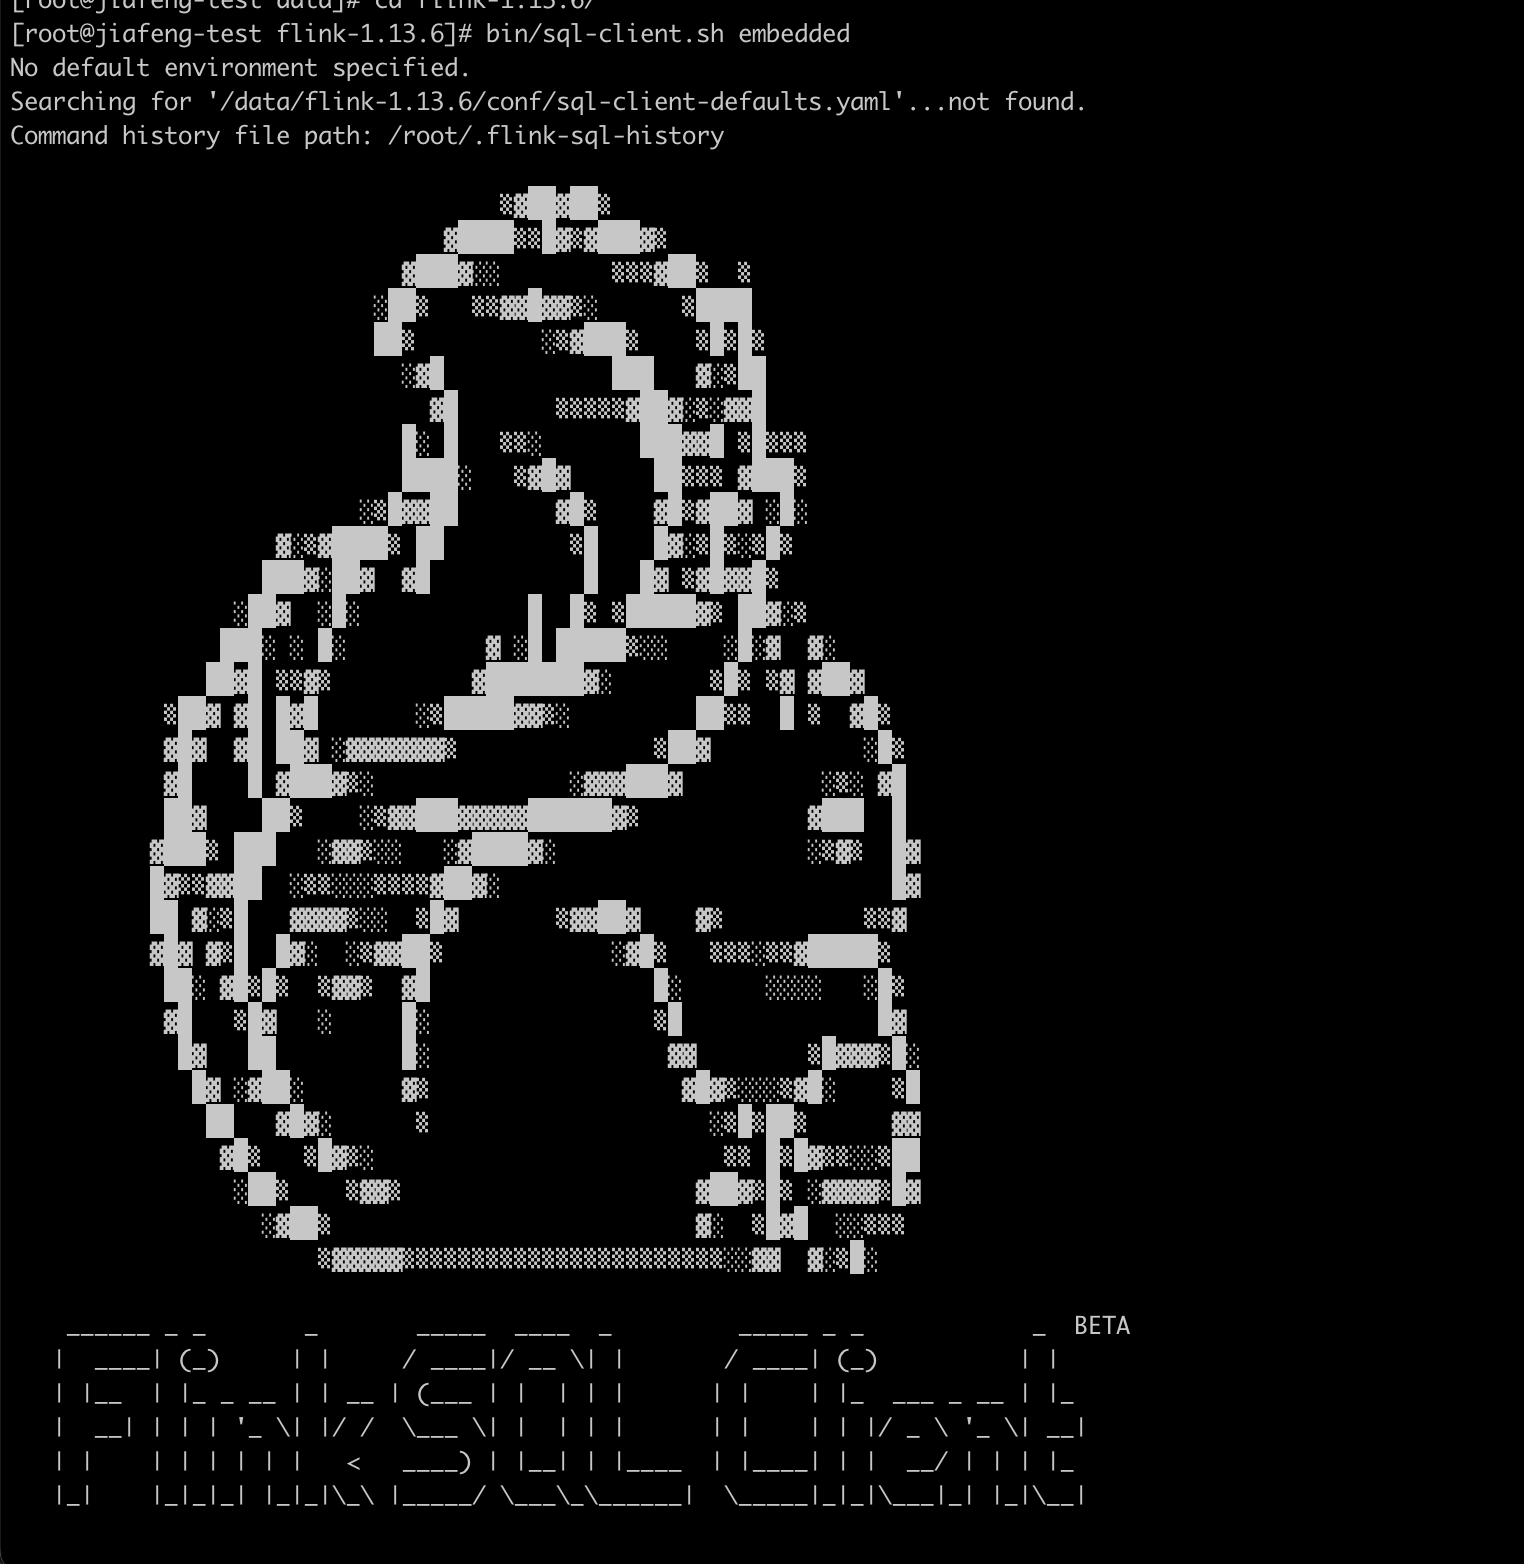 [root@jiafeng-test data]# cd flink-1.13.6/
[root@jiafeng-test flink-1.13.6]# bin/sql-client.sh embedded
No default environment specified.
Searching for '/data/flink-1.13.6/conf/sql-client-defaults.yaml'...not found.
Command history file path: /root/.flink-sql-history
BETA
Flink SQL Client